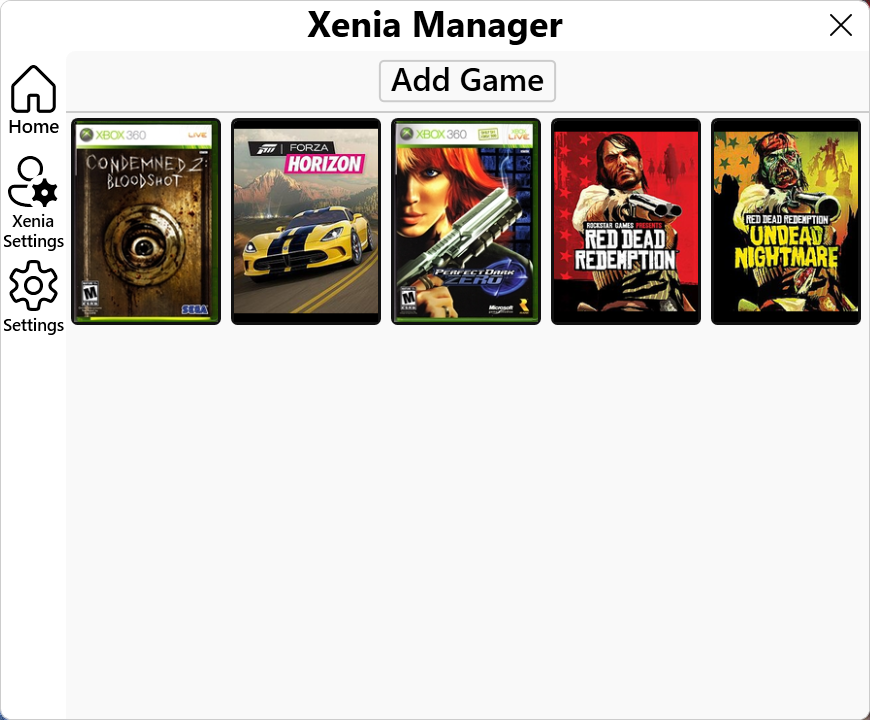 Xenia Manager
Add Game
Home
Xenia
Settings
Settings
XBOX 360
LIVE
CONDEMNED 2:
BLOODSHOT
M
SEGA
FORZA
HORIZON
XBOX 360
XBOX
LIVE
PERFECT DARK
ZERO
M
Microsoft
ROCKSTAR GAMES PRESENTS
RED DEAD
REDEMPTION
RED DEAD REDEMPTION
UNDEAD
NIGHTMARE